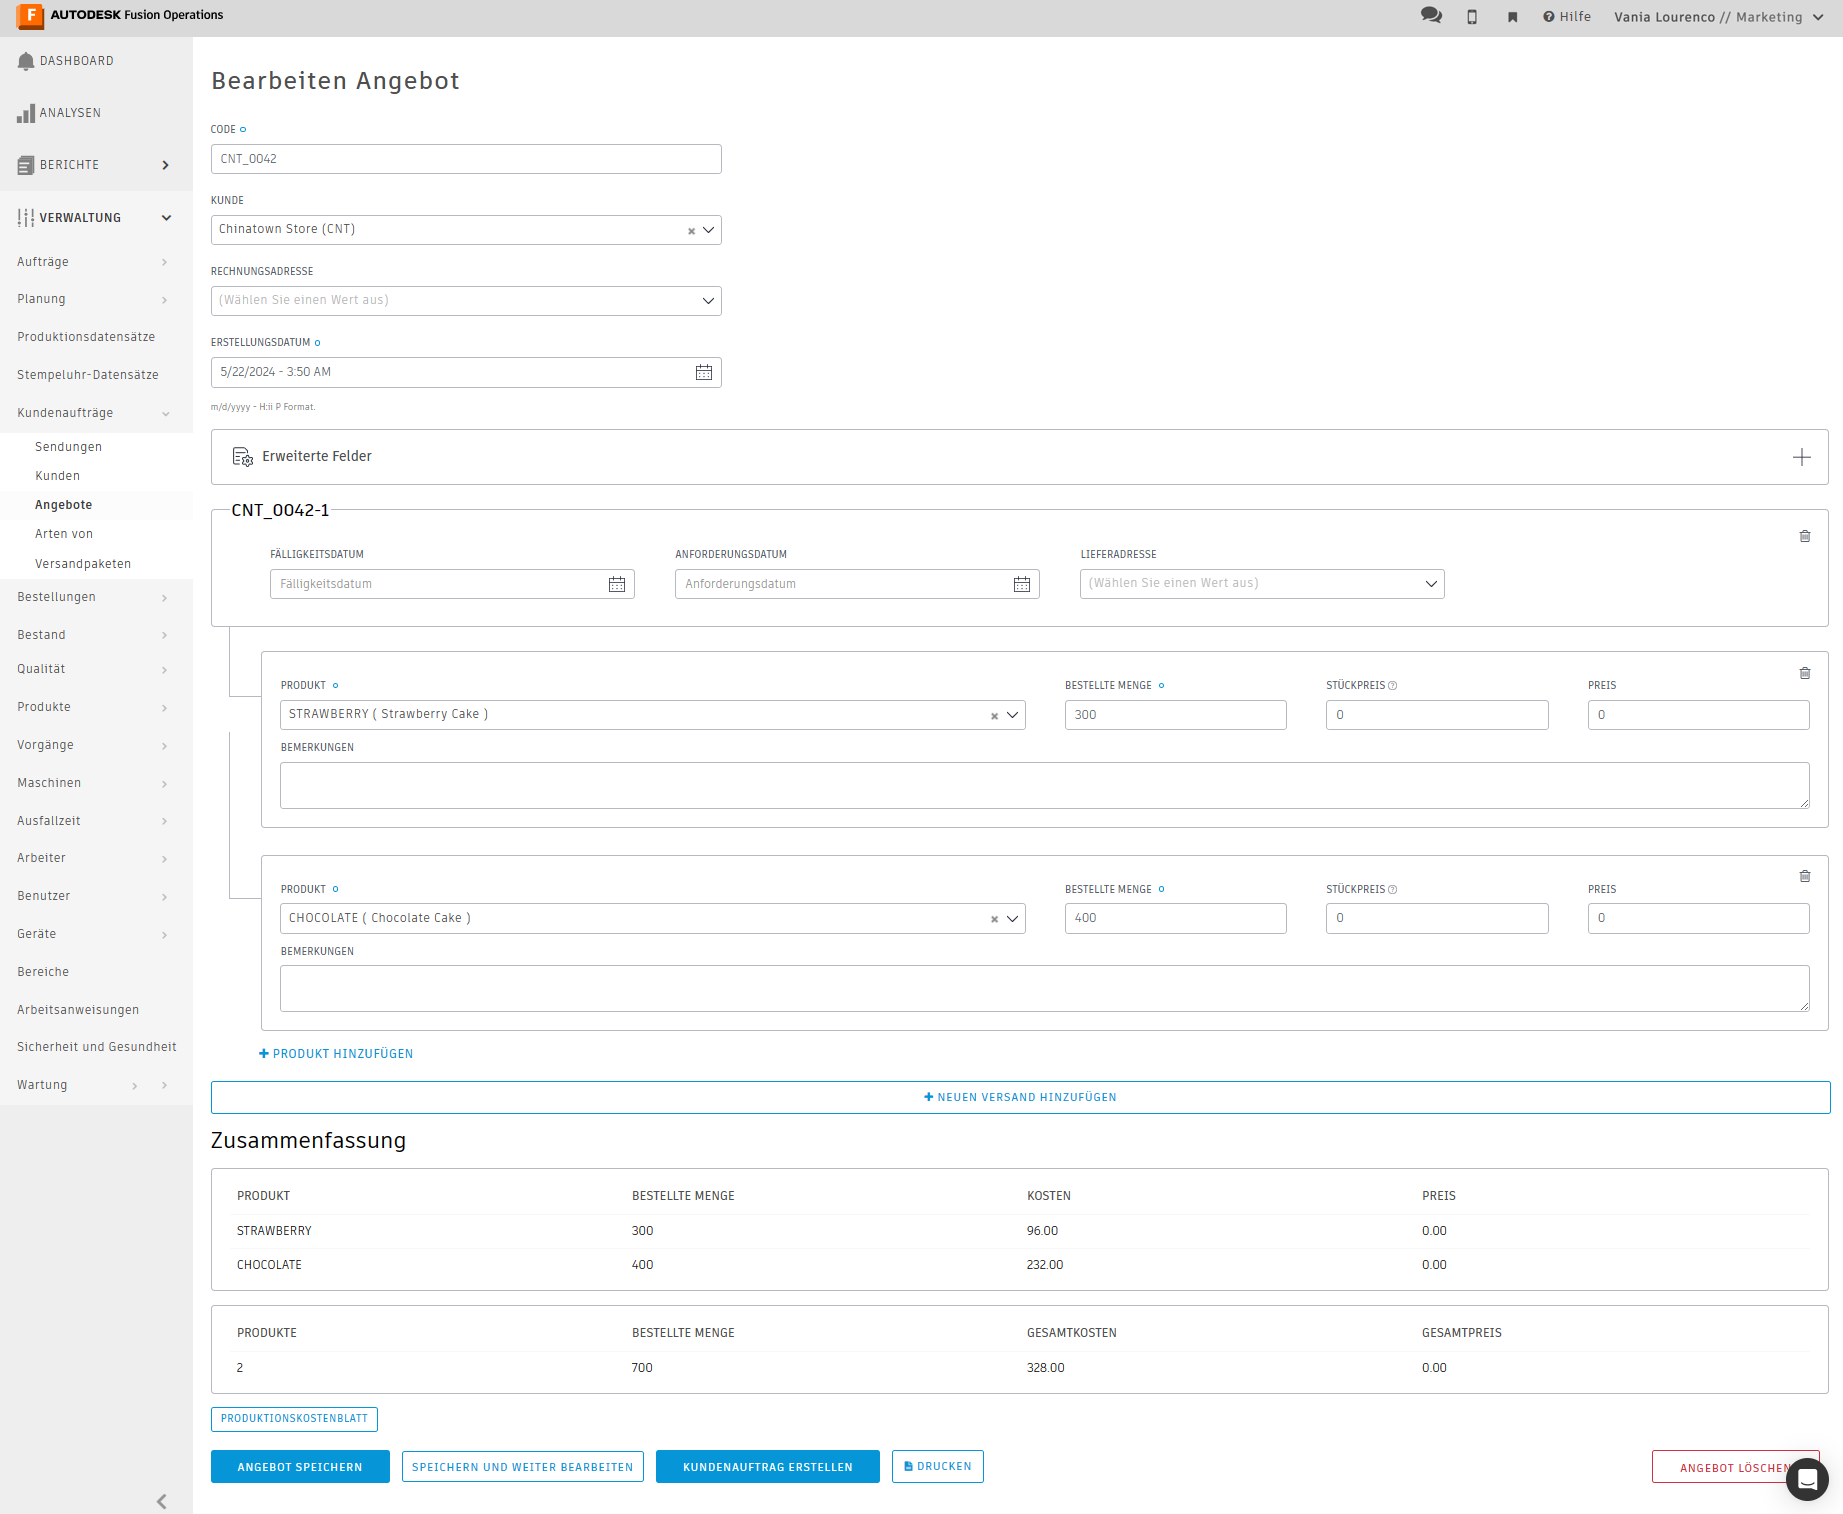 AUTODESK Fusion Operations
Hilfe
Vania Lourenco // Marketing
DASHBOARD
ANALYSEN
BERICHTE
VERWALTUNG
Aufträge
Planung
Produktionsdatensätze
Stempeluhr-Datensätze
Kundenaufträge
Sendungen
Kunden
Angebote
Arten von
Versandpaketen
Bestellungen
Bestand
Qualität
Produkte
Vorgänge
Maschinen
Ausfallzeit
Arbeiter
Benutzer
Geräte
Bereiche
Arbeitsanweisungen
Sicherheit und Gesundheit
Wartung
Bearbeiten Angebot
CODE
CNT_0042
KUNDE
Chinatown Store (CNT)
RECHNUNGSADRESSE
(Wählen Sie einen Wert aus)
ERSTELLUNGSDATUM
5/22/2024 - 3:50 AM
m/d/yyyy - H:ii P Format.
Erweiterte Felder
CNT_0042-1
FÄLLIGKEITSDATUM ANFORDERUNGSDATUM LIEFERADRESSE
Fälligkeitsdatum Anforderungsdatum (Wählen Sie einen Wert aus)
PRODUKT BESTELLTE MENGE STÜCKPREIS PREIS
STRAWBERRY ( Strawberry Cake ) 300 0 0
BEMERKUNGEN
PRODUKT BESTELLTE MENGE STÜCKPREIS PREIS
CHOCOLATE ( Chocolate Cake ) 400 0 0
BEMERKUNGEN
+ PRODUKT HINZUFÜGEN
+ NEUEN VERSAND HINZUFÜGEN
Zusammenfassung
PRODUKT BESTELLTE MENGE KOSTEN PREIS
STRAWBERRY 300 96.00 0.00
CHOCOLATE 400 232.00 0.00
PRODUKTE BESTELLTE MENGE GESAMTKOSTEN GESAMTPREIS
2 700 328.00 0.00
PRODUKTIONSKOSTENBLATT
ANGEBOT SPEICHERN SPEICHERN UND WEITER BEARBEITEN KUNDENAUFTRAG ERSTELLEN DRUCKEN ANGEBOT LÖSCHEN